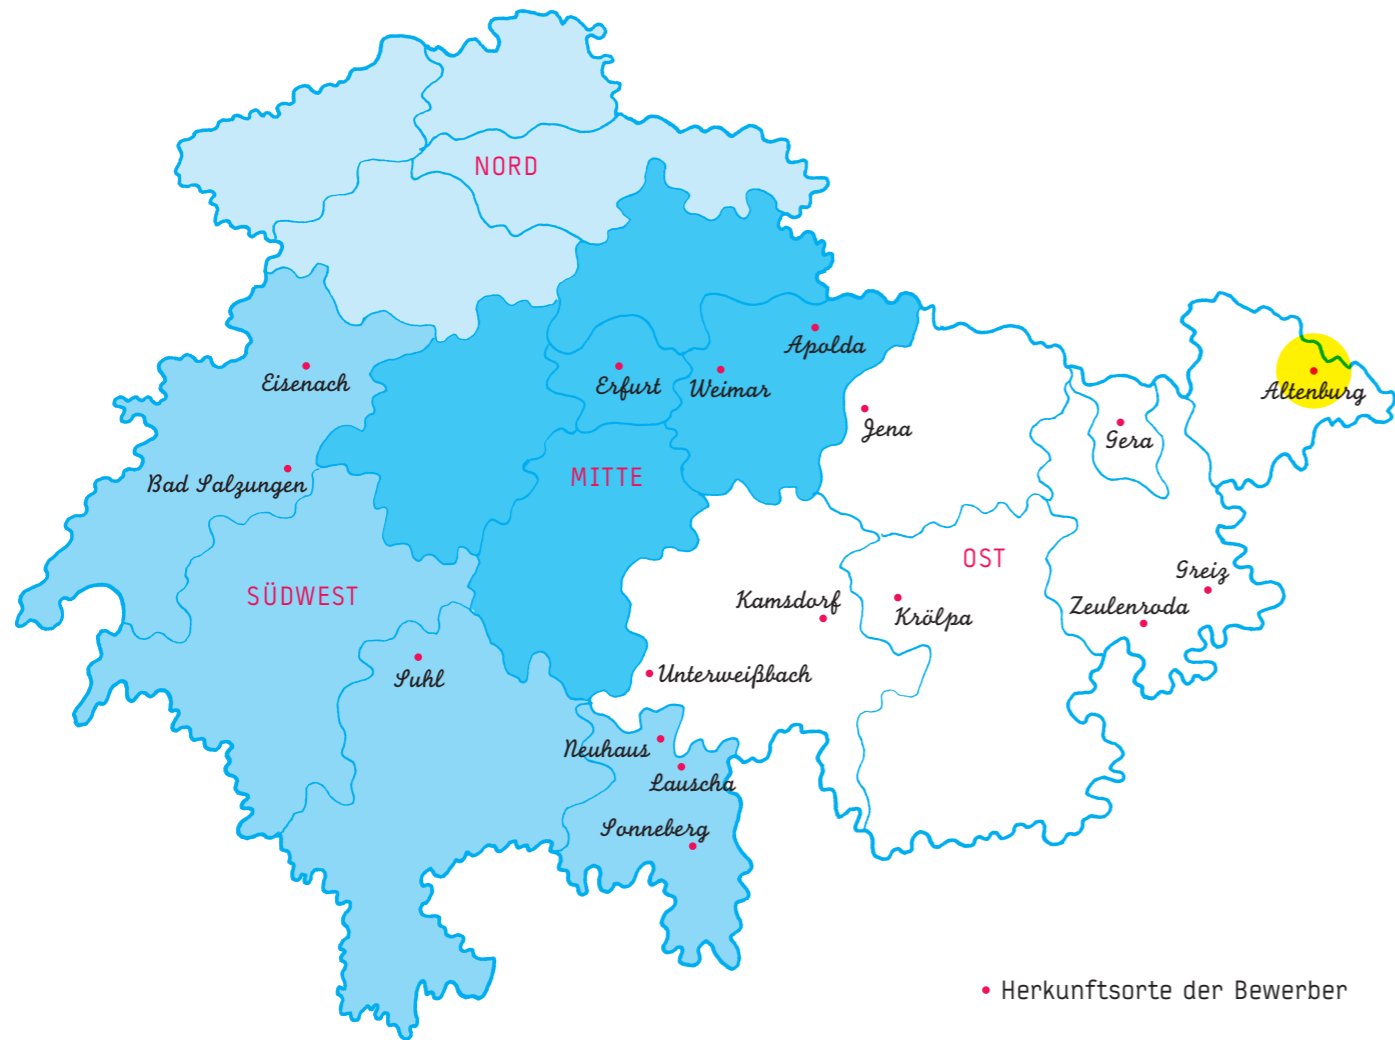 NORD
Apolda
Eisenach
Erfurt
Weimar
Altenburg
Jena
Gera
Bad Salzungen
MITTE
OST
Greiz
SÜDWEST
Kamsdorf
Krölpa
Zeulenroda
Suhl
Unterweißbach
Neuhaus
Lauscha
Sonneberg
Herkunftsorte der Bewerber